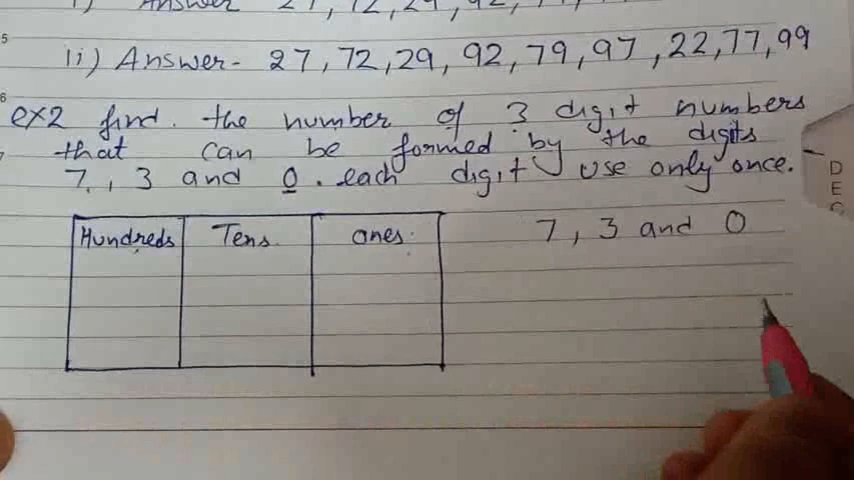 ii) Answer - 27, 72, 29, 92, 79, 97, 22, 77, 99
ex2 find. the number of 3 digit numbers
that can be formed by the digits
7, 3 and 0. each digit use only once.
Hundreds Tens ones
7, 3 and 0